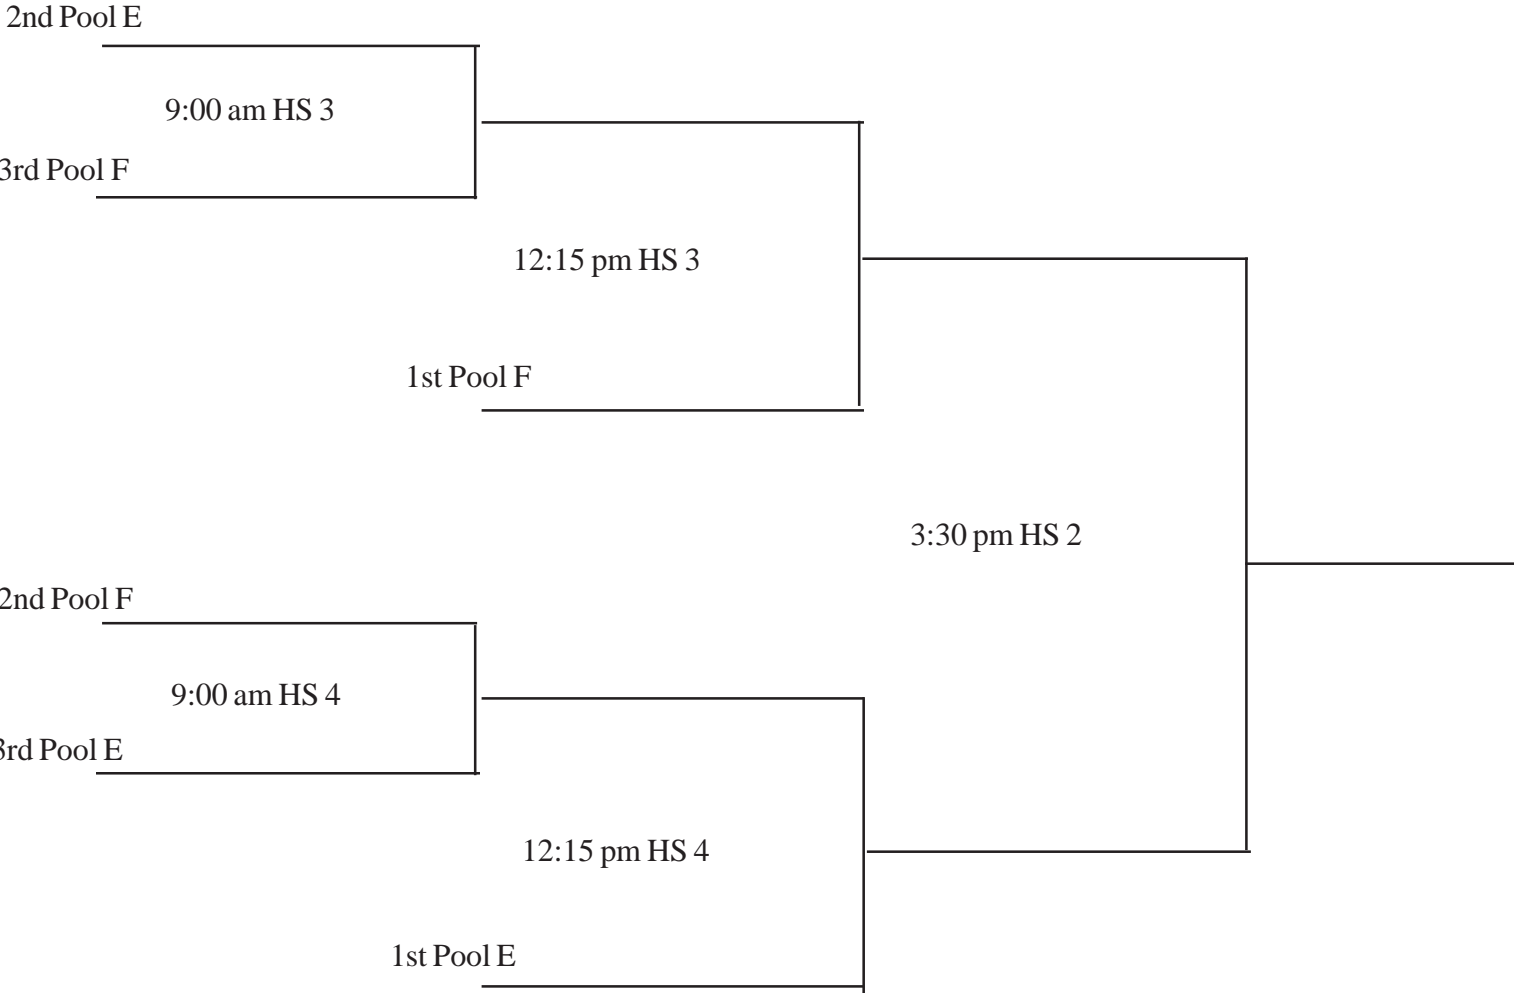 2nd Pool E
9:00 am HS 3
3rd Pool F
12:15 pm HS 3
1st Pool F
3:30 pm HS 2
2nd Pool F
9:00 am HS 4
3rd Pool E
12:15 pm HS 4
1st Pool E